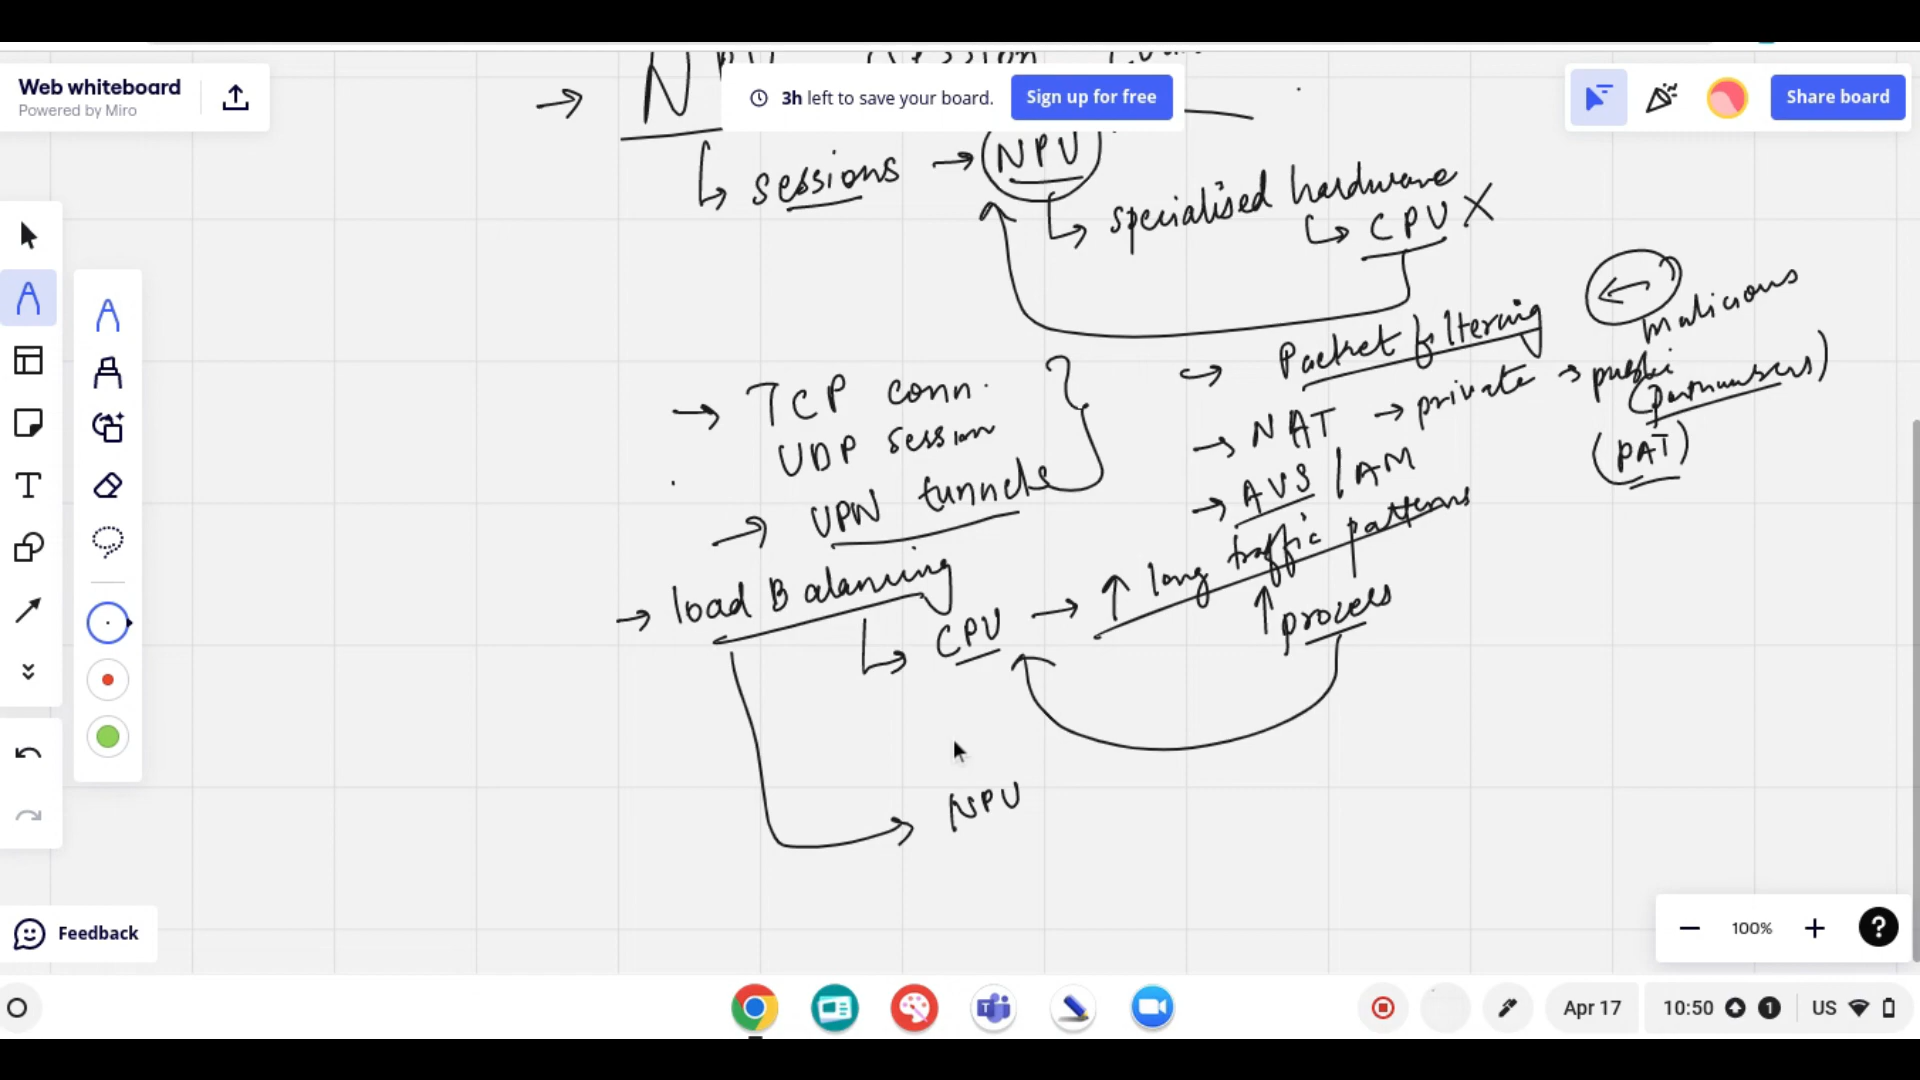 Web whiteboard
Powered by Miro
3h left to save your board.
Sign up for free
Share board
→ N
↳ sessions → NPU
↳ specialised hardware
↳ CPU X
→ Packet filtering
malicious
→ TCP conn.
UDP session
→ VPN tunnels
→ NAT → private → public
(PAT)
→ AVS / AM
→ load Balancing
↳ CPU → ↑ long traffic patterns
↑ process
→ NPU
Feedback
100%
Apr 17
10:50
1
US